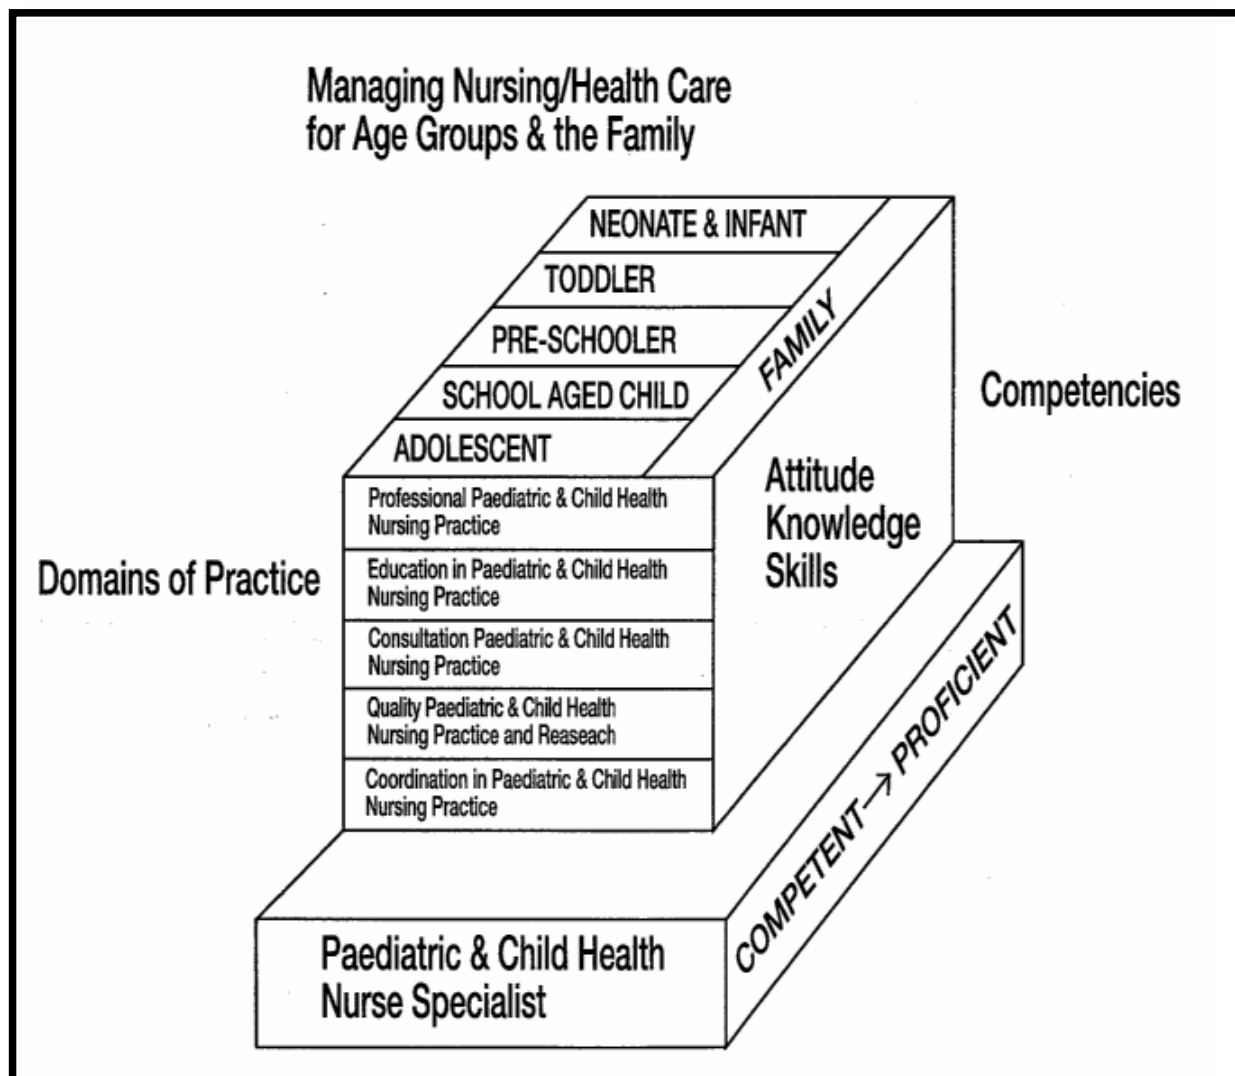 Managing Nursing/Health Care
for Age Groups & the Family
NEONATE & INFANT
TODDLER
PRE-SCHOOLER
SCHOOL AGED CHILD
ADOLESCENT
FAMILY
Competencies
Attitude
Knowledge
Skills
Domains of Practice
Professional Paediatric & Child Health
Nursing Practice
Education in Paediatric & Child Health
Nursing Practice
Consultation Paediatric & Child Health
Nursing Practice
Quality Paediatric & Child Health
Nursing Practice and Reaseach
Coordination in Paediatric & Child Health
Nursing Practice
COMPETENT → PROFICIENT
Paediatric & Child Health
Nurse Specialist